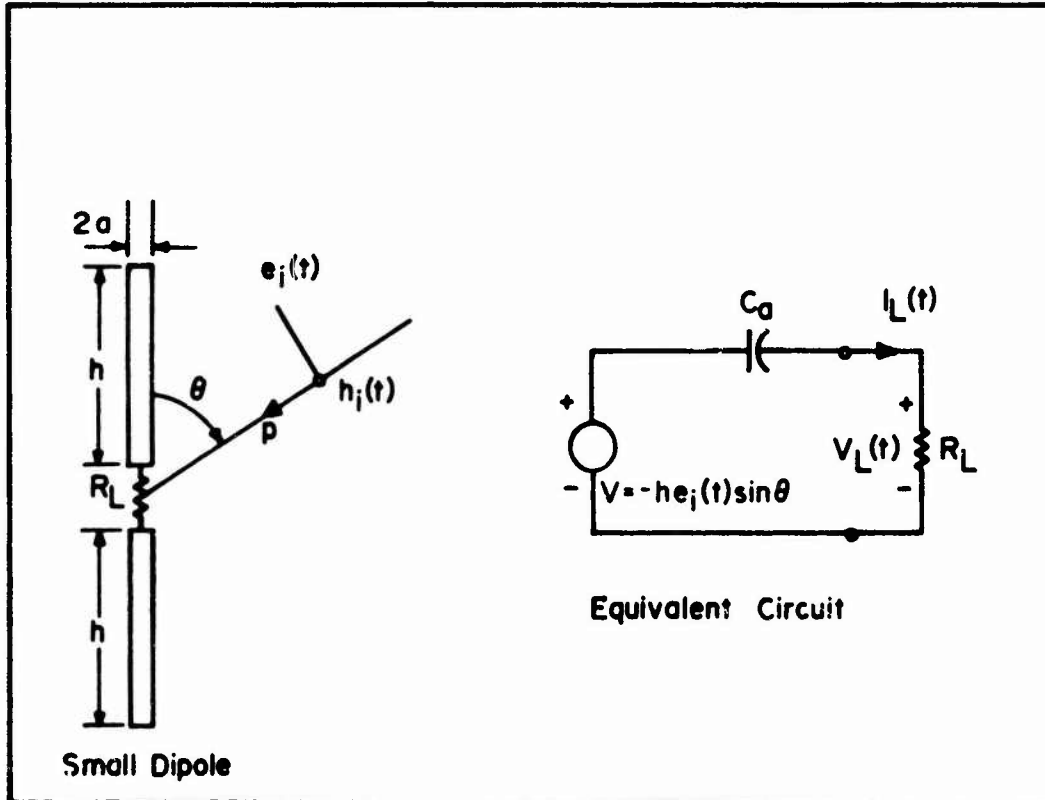 2a
e_i(t)
h
θ
h_i(t)
p
R_L
h
Small Dipole
C_a
I_L(t)
+
+
V_L(t)
R_L
-
V=-he_i(t)sinθ
-
Equivalent Circuit